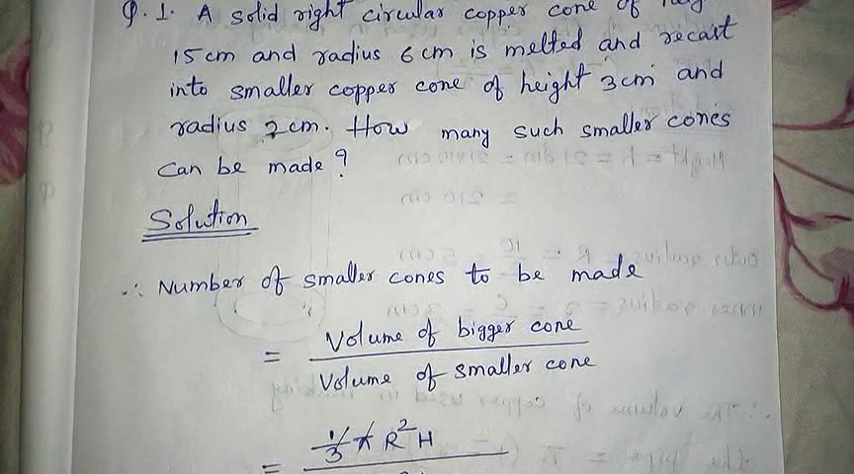 Q.1. A solid right circular copper cone of
15 cm and radius 6 cm is melted and recast
into smaller copper cone of height 3 cm and
radius 2 cm. How many such smaller cones
can be made?
Solution
∴ Number of smaller cones to be made
= Volume of bigger cone
Volume of smaller cone
= 1/3 π R²H